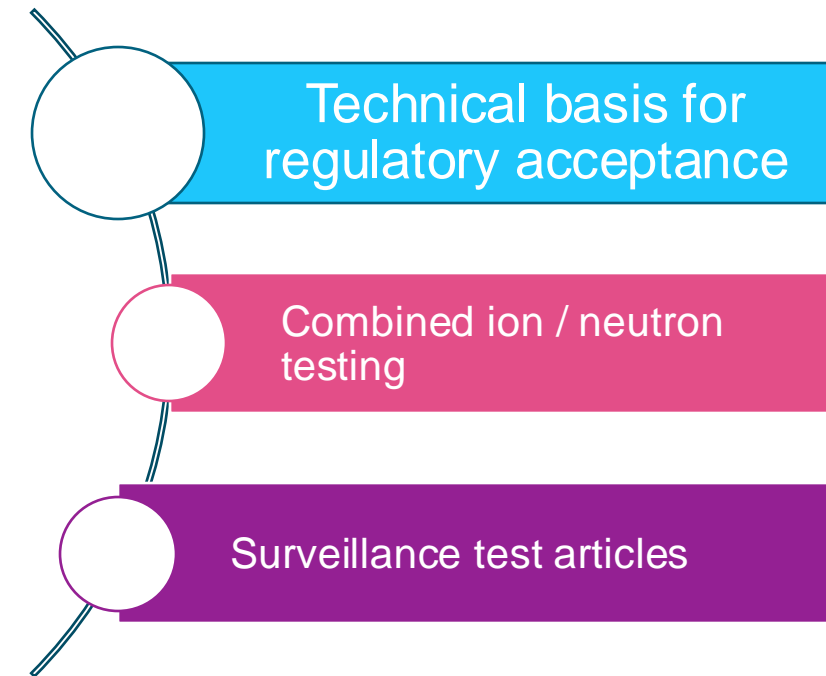 Technical basis for
regulatory acceptance
Combined ion / neutron
testing
Surveillance test articles